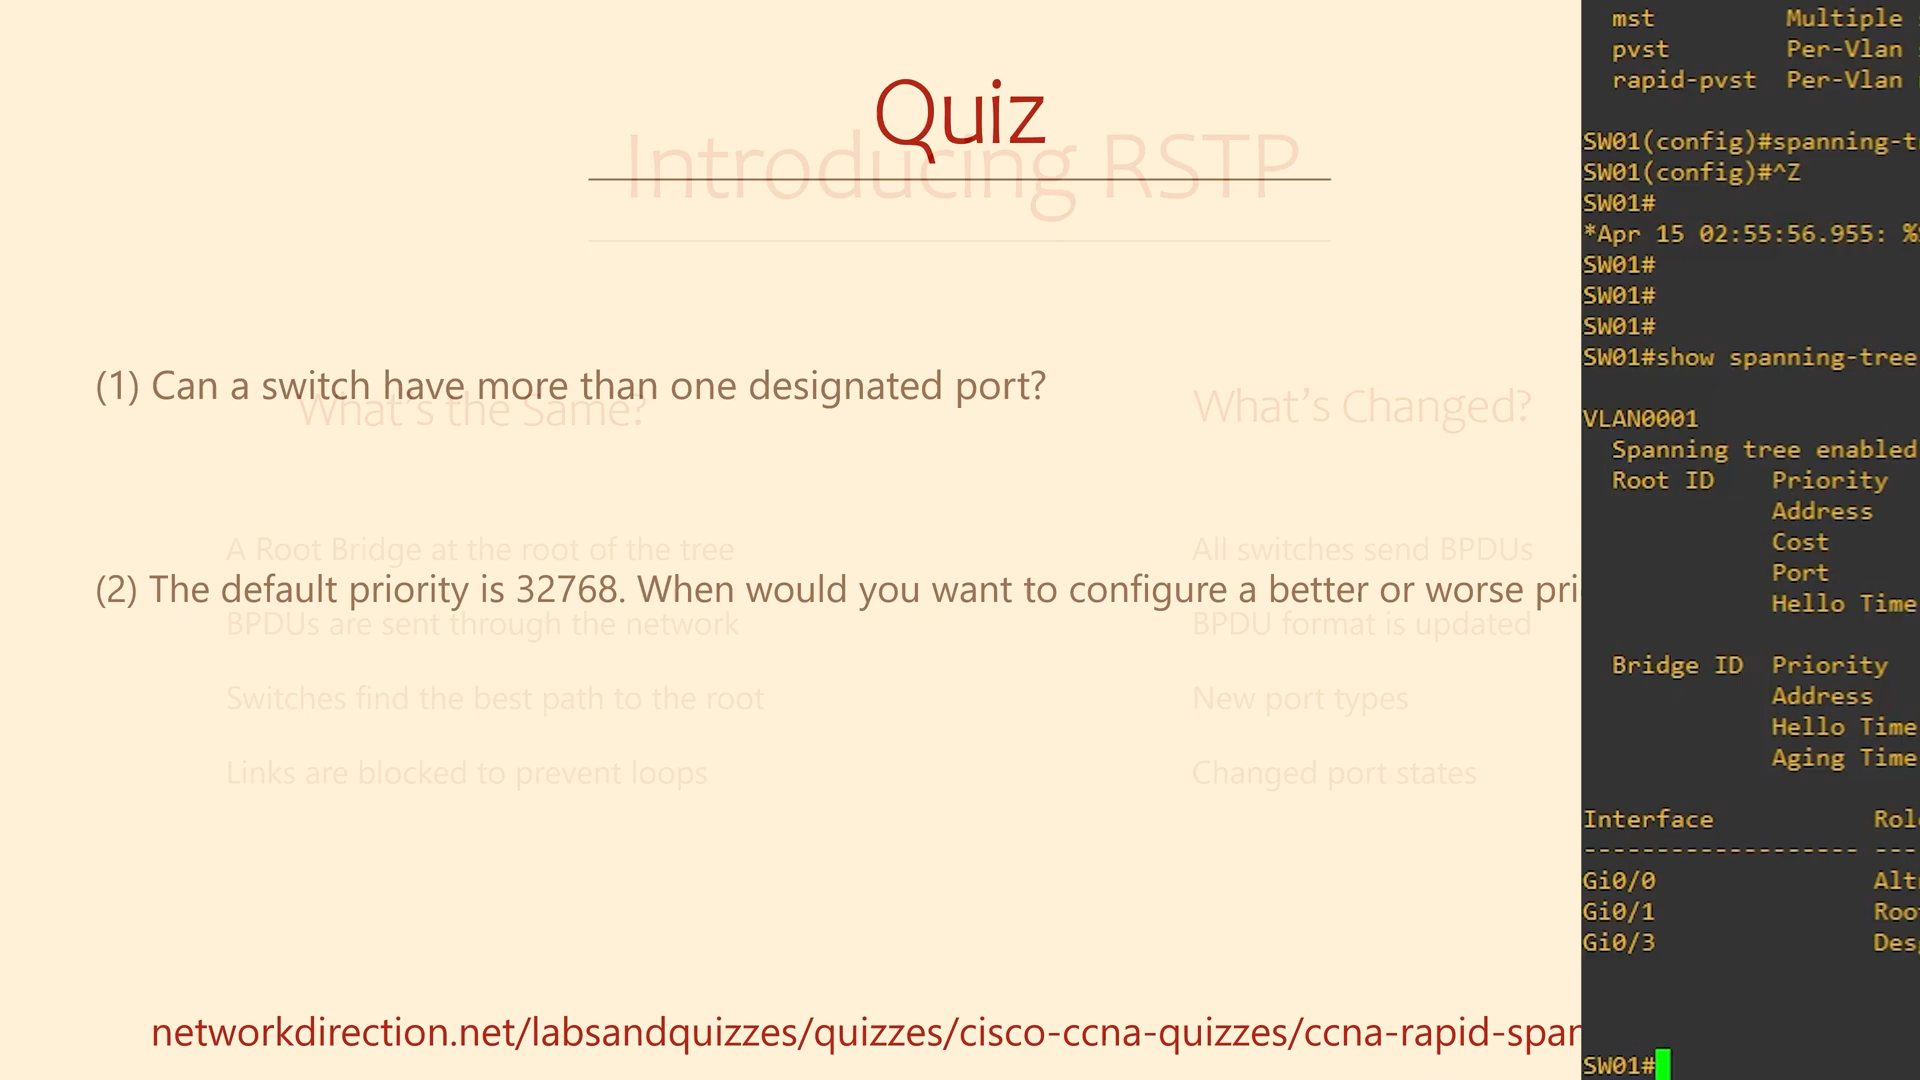 Quiz
Introducing RSTP
(1) Can a switch have more than one designated port?
What's the Same?
What's Changed?
A Root Bridge at the root of the tree
All switches send BPDUs
(2) The default priority is 32768. When would you want to configure a better or worse pri
BPDUs are sent through the network
BPDU format is updated
Switches find the best path to the root
New port types
Links are blocked to prevent loops
Changed port states
networkdirection.net/labsandquizzes/quizzes/cisco-ccna-quizzes/ccna-rapid-span
mst Multiple
pvst Per-Vlan
rapid-pvst Per-Vlan
SW01(config)#spanning-t
SW01(config)#^Z
SW01#
*Apr 15 02:55:56.955: %
SW01#
SW01#
SW01#
SW01#show spanning-tree
VLAN0001
Spanning tree enabled
Root ID Priority
Address
Cost
Port
Hello Time
Bridge ID Priority
Address
Hello Time
Aging Time
Interface Rol
------------------- ---
Gi0/0 Alt
Gi0/1 Roo
Gi0/3 Des
SW01#